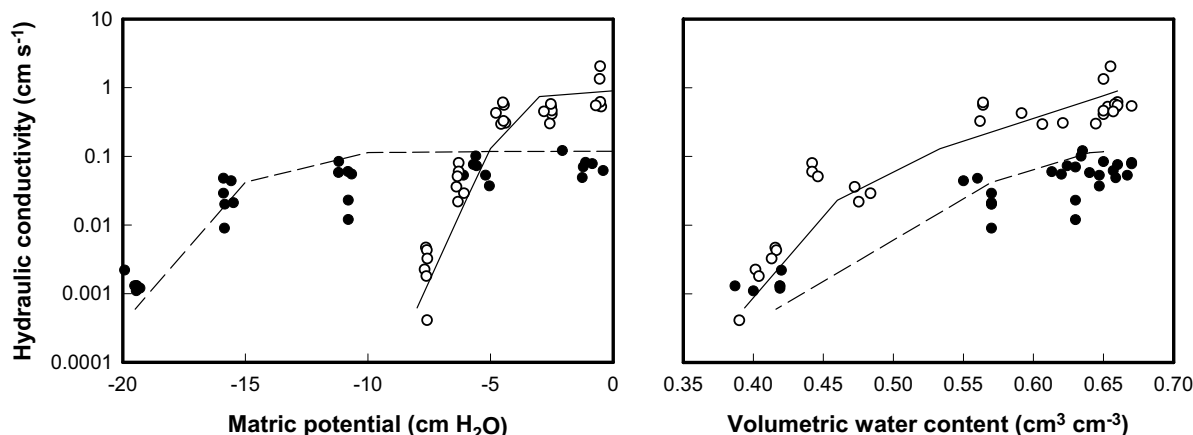 Hydraulic conductivity (cm s⁻¹)
10
1
0.1
0.01
0.001
0.0001
-20 -15 -10 -5 0
0.35 0.40 0.45 0.50 0.55 0.60 0.65 0.70
Matric potential (cm H₂O)
Volumetric water content (cm³ cm⁻³)